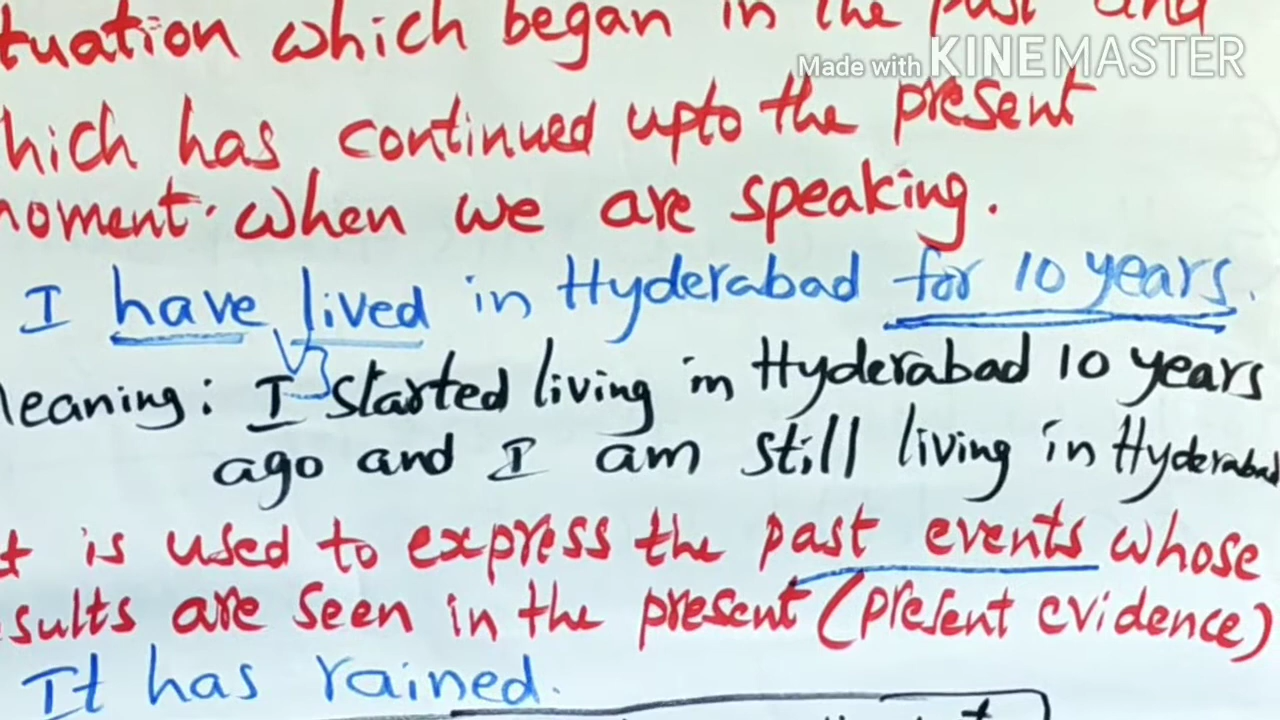 tuation which began in the past and
Made with KINEMASTER
hich has continued upto the present
moment. when we are speaking.
I have lived in Hyderabad for 10 years.
Meaning: I started living in Hyderabad 10 years
ago and I am still living in Hyderabad
It is used to express the past events whose
esults are seen in the present (present evidence)
It has rained.